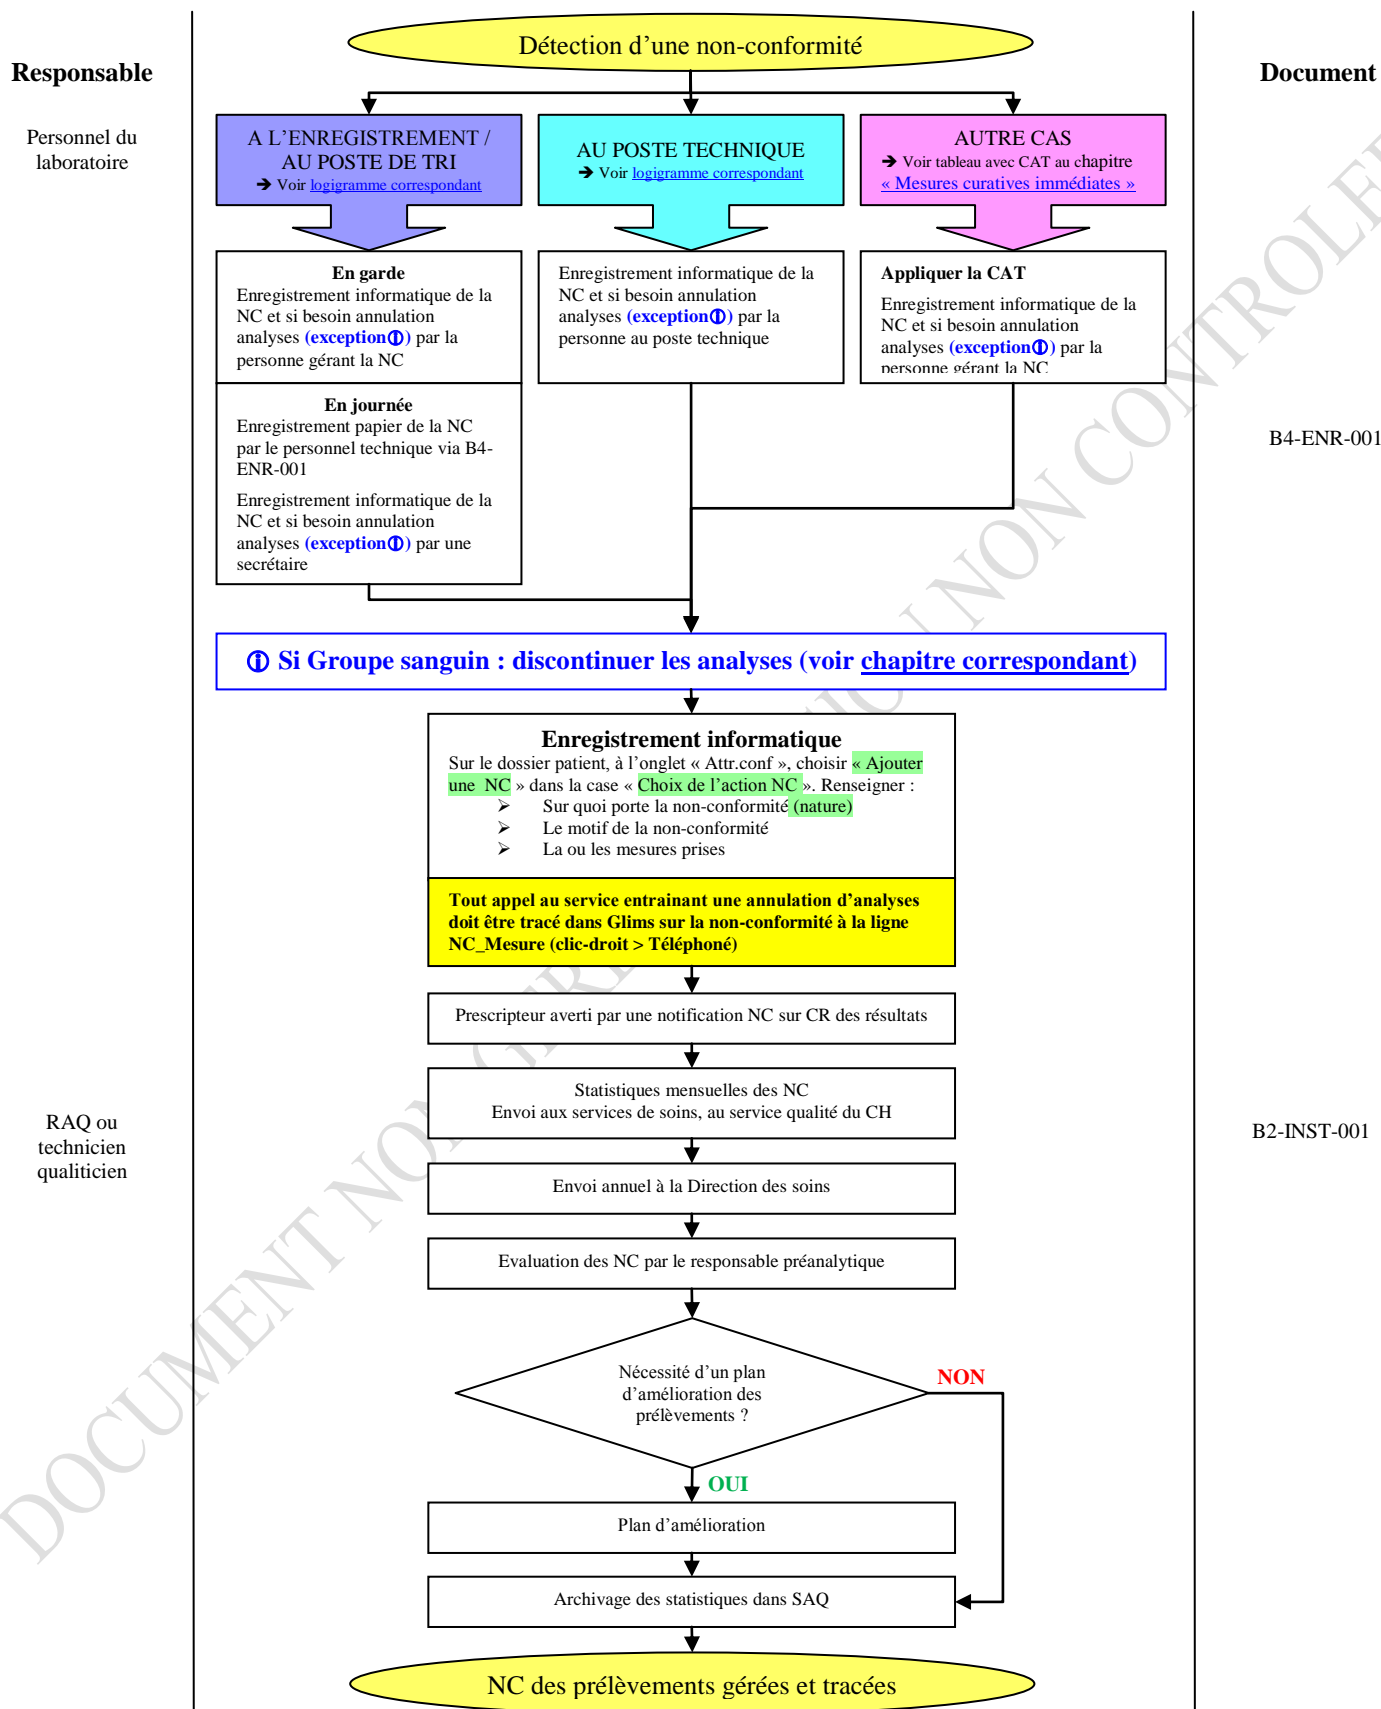 Détection d’une non-conformité
Responsable
Document
Personnel du
laboratoire
A L’ENREGISTREMENT /
AU POSTE DE TRI
➔ Voir logigramme correspondant
AU POSTE TECHNIQUE
➔ Voir logigramme correspondant
AUTRE CAS
➔ Voir tableau avec CAT au chapitre
« Mesures curatives immédiates »
En garde
Enregistrement informatique de la
NC et si besoin annulation
analyses (exception①) par la
personne gérant la NC
Enregistrement informatique de la
NC et si besoin annulation
analyses (exception①) par la
personne au poste technique
Appliquer la CAT
Enregistrement informatique de la
NC et si besoin annulation
analyses (exception①) par la
personne gérant la NC
En journée
Enregistrement papier de la NC
par le personnel technique via B4-
ENR-001
Enregistrement informatique de la
NC et si besoin annulation
analyses (exception①) par une
secrétaire
B4-ENR-001
① Si Groupe sanguin : discontinuer les analyses (voir chapitre correspondant)
Enregistrement informatique
Sur le dossier patient, à l’onglet « Attr.conf », choisir « Ajouter
une NC » dans la case « Choix de l’action NC ». Renseigner :
➢ Sur quoi porte la non-conformité (nature)
➢ Le motif de la non-conformité
➢ La ou les mesures prises
Tout appel au service entrainant une annulation d’analyses
doit être tracé dans Glims sur la non-conformité à la ligne
NC_Mesure (clic-droit > Téléphoné)
Prescripteur averti par une notification NC sur CR des résultats
Statistiques mensuelles des NC
Envoi aux services de soins, au service qualité du CH
RAQ ou
technicien
qualiticien
B2-INST-001
Envoi annuel à la Direction des soins
Evaluation des NC par le responsable préanalytique
Nécessité d’un plan
d’amélioration des
prélèvements ?
NON
OUI
Plan d’amélioration
Archivage des statistiques dans SAQ
NC des prélèvements gérées et tracées